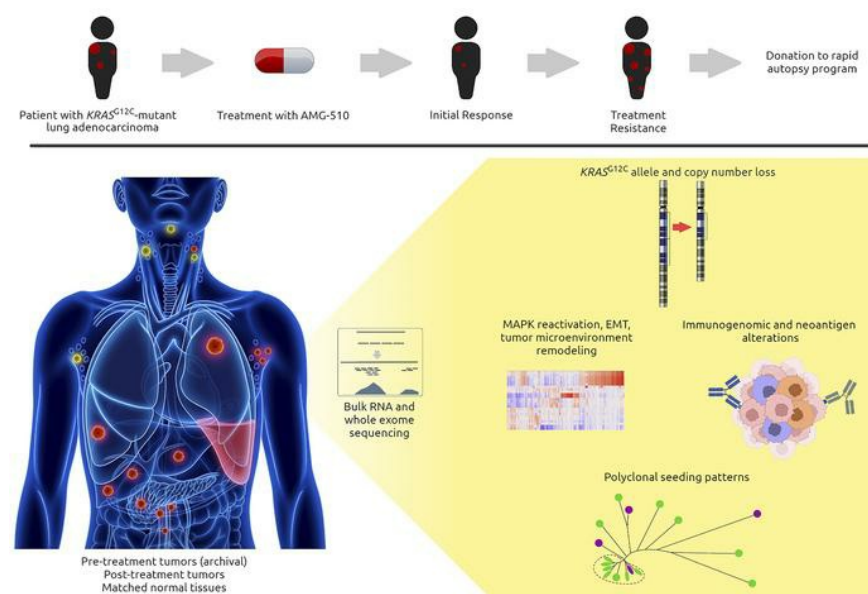 Patient with KRASG12C-mutant
lung adenocarcinoma
Treatment with AMG-510
Initial Response
Treatment
Resistance
Donation to rapid
autopsy program
KRASG12C allele and copy number loss
MAPK reactivation, EMT,
tumor microenvironment
remodeling
Immunogenomic and neoantigen
alterations
Bulk RNA and
whole exome
sequencing
Polyclonal seeding patterns
Pre-treatment tumors (archival)
Post-treatment tumors
Matched normal tissues